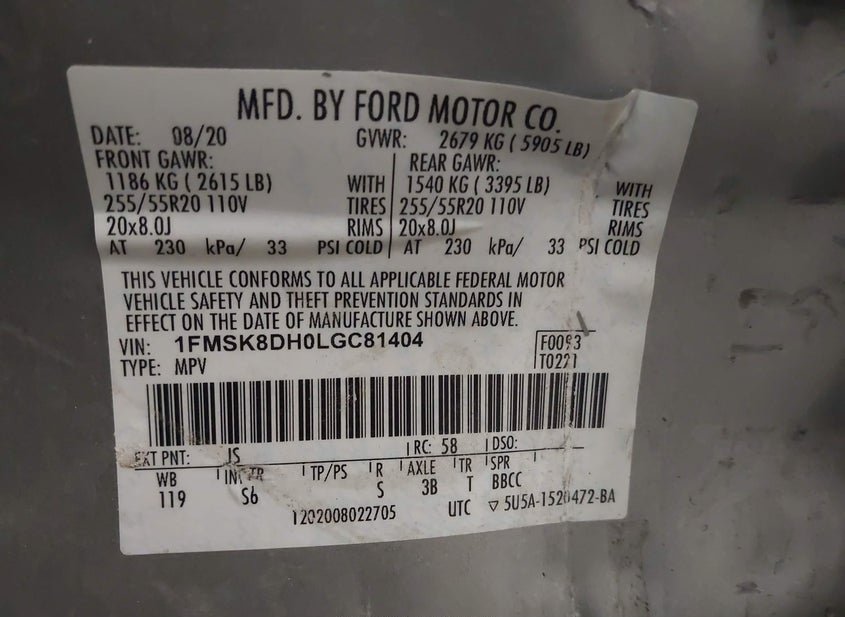 MFD. BY FORD MOTOR CO.
DATE: 08/20 GVWR: 2679 KG ( 5905 LB)
FRONT GAWR: REAR GAWR:
1186 KG ( 2615 LB) WITH 1540 KG ( 3395 LB) WITH
255/55R20 110V TIRES 255/55R20 110V TIRES
20x8.0J RIMS 20x8.0J RIMS
AT 230 kPa/ 33 PSI COLD AT 230 kPa/ 33 PSI COLD
THIS VEHICLE CONFORMS TO ALL APPLICABLE FEDERAL MOTOR
VEHICLE SAFETY AND THEFT PREVENTION STANDARDS IN
EFFECT ON THE DATE OF MANUFACTURE SHOWN ABOVE.
VIN: 1FMSK8DH0LGC81404 F0093
TYPE: MPV T0221
EXT PNT: JS RC: 58 DSO:
WB INT TR TP/PS R AXLE TR SPR
119 S6 S 3B T BBCC
1202008022705 UTC ▽ 5U5A-1520472-BA